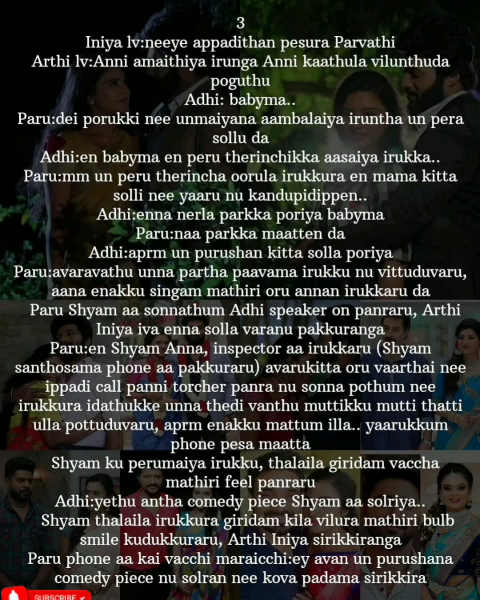 3
Iniya lv:neeye appadithan pesura Parvathi
Arthi lv:Anni amaithiya irunga Anni kaathula vilunthuda
poguthu
Adhi: babyma..
Paru:dei porukki nee unmaiyana aambalaiya iruntha un pera
sollu da
Adhi:en babyma en peru therinchikka aasaiya irukka..
Paru:mm un peru therincha oorula irukkura en mama kitta
solli nee yaaru nu kandupidippen..
Adhi:enna nerla parkka poriya babyma
Paru:naa parkka maatten da
Adhi:aprm un purushan kitta solla poriya
Paru:avaravathu unna partha paavama irukku nu vittuduvaru,
aana enakku singam mathiri oru annan irukkaru da
Paru Shyam aa sonnathum Adhi speaker on panraru, Arthi
Iniya iva enna solla varanu pakkuranga
Paru:en Shyam Anna, inspector aa irukkaru (Shyam
santhosama phone aa pakkuraru) avarukitta oru vaarthai nee
ippadi call panni torcher panra nu sonna pothum nee
irukkura idathukke unna thedi vanthu muttikku mutti thatti
ulla pottuduvaru, aprm enakku mattum illa.. yaarukkum
phone pesa maatta
Shyam ku perumaiya irukku, thalaila giridam vaccha
mathiri feel panraru
Adhi:yethu antha comedy piece Shyam aa solriya..
Shyam thalaila irukkura giridam kila vilura mathiri bulb
smile kudukkuraru, Arthi Iniya sirikkiranga
Paru phone aa kai vacchi maraicchi:ey avan un purushana
comedy piece nu solran nee kova padama sirikkira
SUBSCRIBE